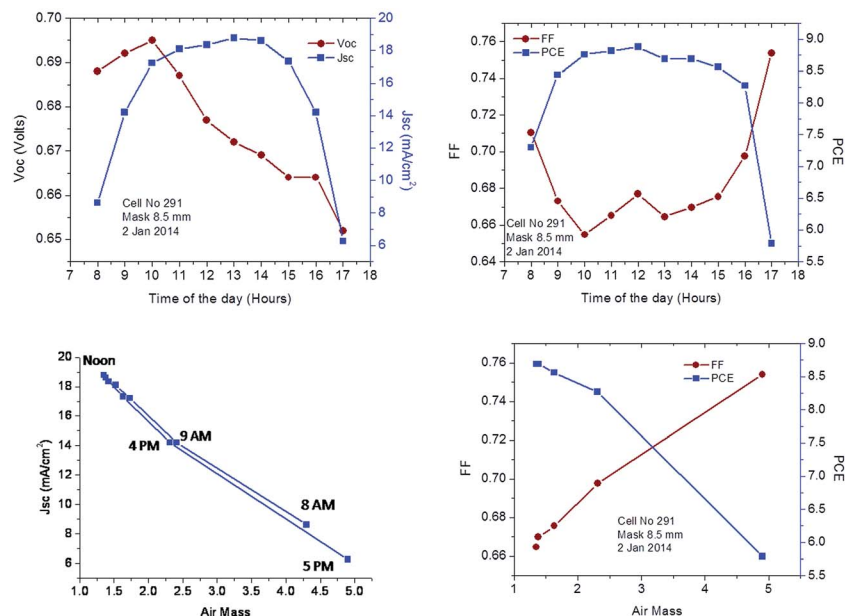 0.70
0.69
0.68
0.67
0.66
0.65
Voc (Volts)
Voc
Jsc
20
18
16
14
12
10
8
6
Jsc (mA/cm²)
Cell No 291
Mask 8.5 mm
2 Jan 2014
7 8 9 10 11 12 13 14 15 16 17 18
Time of the day (Hours)
0.76
0.74
0.72
0.70
0.68
0.66
0.64
FF
FF
PCE
9.0
8.5
8.0
7.5
7.0
6.5
6.0
5.5
PCE
Cell No 291
Mask 8.5 mm
2 Jan 2014
7 8 9 10 11 12 13 14 15 16 17 18
Time of the day (Hours)
20
18
16
14
12
10
8
6
Jsc (mA/cm²)
Noon
9 AM
4 PM
8 AM
5 PM
1.0 1.5 2.0 2.5 3.0 3.5 4.0 4.5 5.0
Air Mass
0.76
0.74
0.72
0.70
0.68
0.66
FF
FF
PCE
9.0
8.5
8.0
7.5
7.0
6.5
6.0
5.5
PCE
Cell No 291
Mask 8.5 mm
2 Jan 2014
1 2 3 4 5
Air Mass